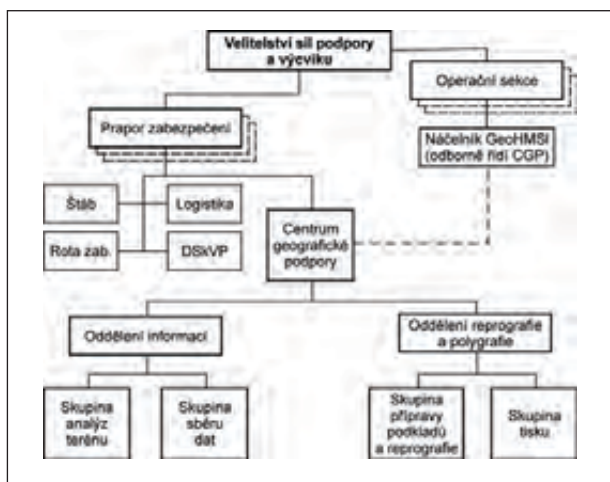 Velitelství sil podpory
a výcviku
Operační sekce
Prapor zabezpečení
Náčelník GeoHMSl
(odborně řídí CGP)
Štáb
Logistika
Rota zab.
DSkVP
Centrum
geografické
podpory
Oddělení informací
Oddělení reprografie
a polygrafie
Skupina
analýz
terénu
Skupina
sběru
dat
Skupina
přípravy
podkladů
a reprografie
Skupina
tisku